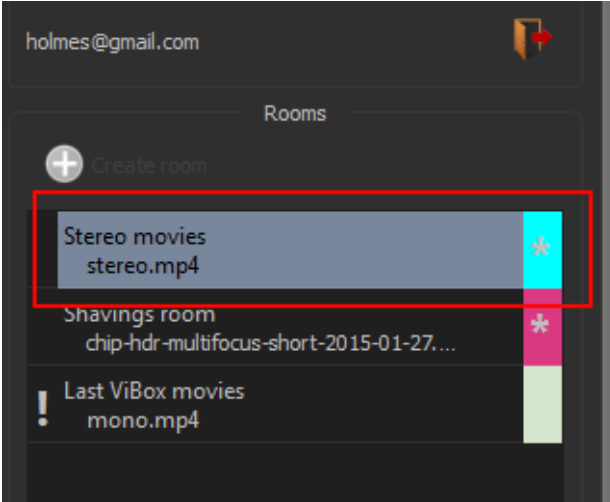 holmes@gmail.com
Rooms
Create room
Stereo movies
stereo.mp4
*
Shavings room
chip-hdr-multifocus-short-2015-01-27....
*
! Last ViBox movies
mono.mp4